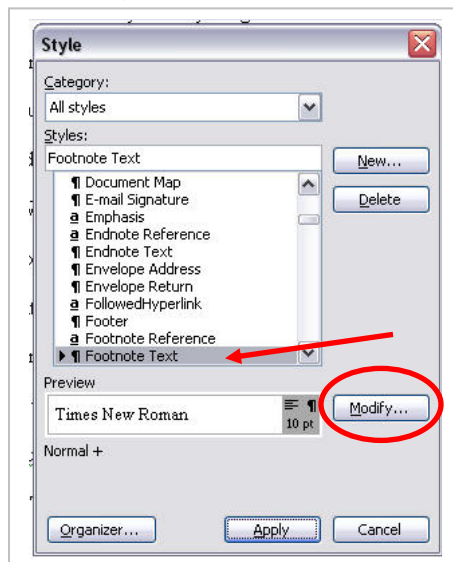 Style
Category:
All styles
Styles:
Footnote Text
New...
¶ Document Map
¶ E-mail Signature
Delete
a Emphasis
a Endnote Reference
¶ Endnote Text
¶ Envelope Address
¶ Envelope Return
a FollowedHyperlink
¶ Footer
a Footnote Reference
¶ Footnote Text
Preview
Times New Roman
¶
10 pt
Modify...
Normal +
Organizer...
Apply
Cancel